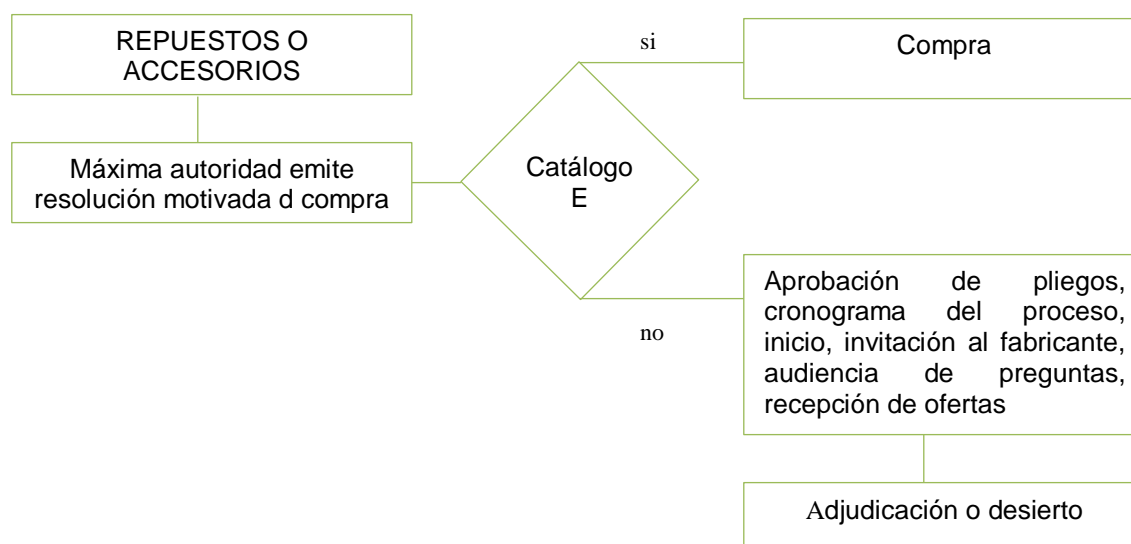 REPUESTOS O
ACCESORIOS
Máxima autoridad emite
resolución motivada d compra
Catálogo
E
si
Compra
no
Aprobación de pliegos,
cronograma del proceso,
inicio, invitación al fabricante,
audiencia de preguntas,
recepción de ofertas
Adjudicación o desierto